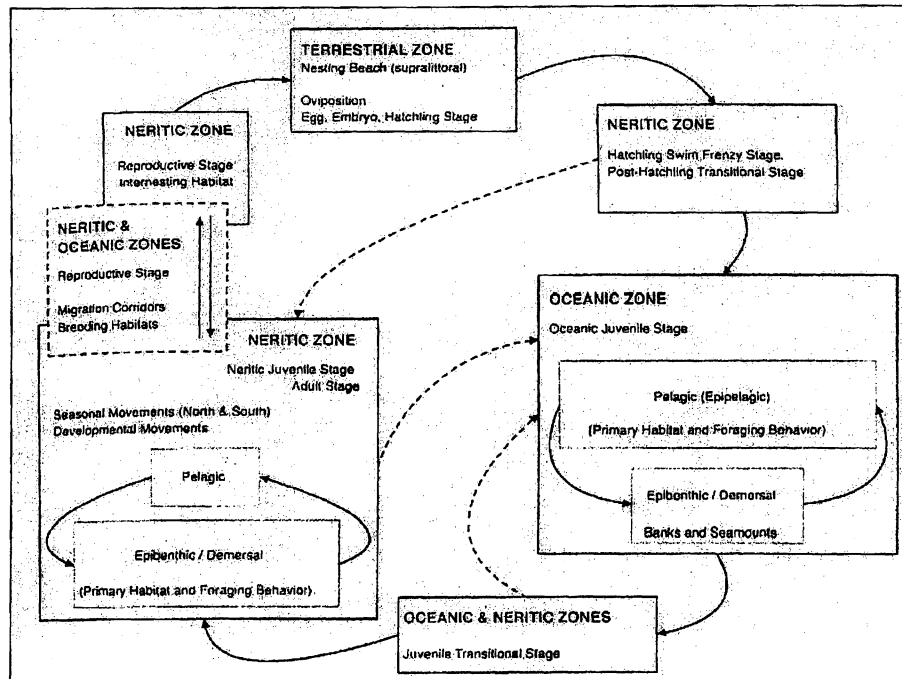 TERRESTRIAL ZONE
Nesting Beach (supralittoral)
Oviposition
Egg, Embryo, Hatchling Stage
NERITIC ZONE
Reproductive Stage
Internesting Habitat
NERITIC ZONE
Hatchling Swim Frenzy Stage,
Post-Hatchling Transitional Stage
NERITIC &
OCEANIC ZONES
Reproductive Stage
Migration Corridors
Breeding Habitats
OCEANIC ZONE
Oceanic Juvenile Stage
Pelagic (Epipelagic)
(Primary Habitat and Foraging Behavior)
Epibenthic / Demersal
Banks and Seamounts
NERITIC ZONE
Neritic Juvenile Stage
Adult Stage
Seasonal Movements (North & South)
Developmental Movements
Pelagic
Epibenthic / Demersal
(Primary Habitat and Foraging Behavior)
OCEANIC & NERITIC ZONES
Juvenile Transitional Stage